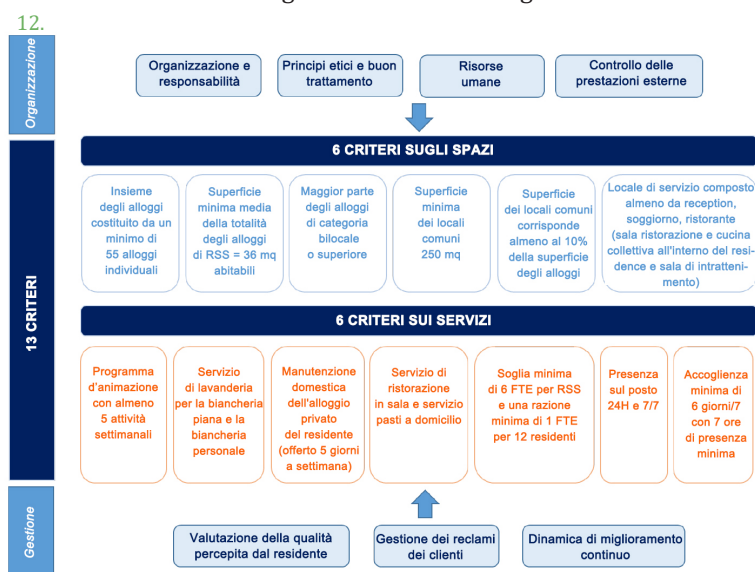 12.
Organizzazione
Organizzazione e
responsabilità
Principi etici e buon
trattamento
Risorse
umane
Controllo delle
prestazioni esterne
13 CRITERI
6 CRITERI SUGLI SPAZI
Insieme
degli alloggi
costituito da un
minimo di
55 alloggi
individuali
Superficie
minima media
della totalità
degli alloggi
di RSS = 36 mq
abitabili
Maggior parte
degli alloggi
di categoria
bilocale
o superiore
Superficie
minima
dei locali
comuni
250 mq
Superficie
dei locali comuni
corrisponde
almeno al 10%
della superficie
degli alloggi
Locale di servizio composto
almeno da reception,
soggiorno, ristorante
(sala ristorazione e cucina
collettiva all'interno del resi-
dence e sala di intratteni-
mento)
6 CRITERI SUI SERVIZI
Programma
d'animazione
con almeno
5 attività
settimanali
Servizio
di lavanderia
per la biancheria
piana e la
biancheria
personale
Manutenzione
domestica
dell'alloggio
privato
del residente
(offerto 5 giorni
a settimana)
Servizio di
ristorazione
in sala e servizio
pasti a domicilio
Soglia minima
di 6 FTE per RSS
e una razione
minima di 1 FTE
per 12 residenti
Presenza
sul posto
24H e 7/7
Accoglienza
minima di
6 giorni/7
con 7 ore
di presenza
minima
Gestione
Valutazione della qualità
percepita dal residente
Gestione dei reclami
dei clienti
Dinamica di miglioramento
continuo